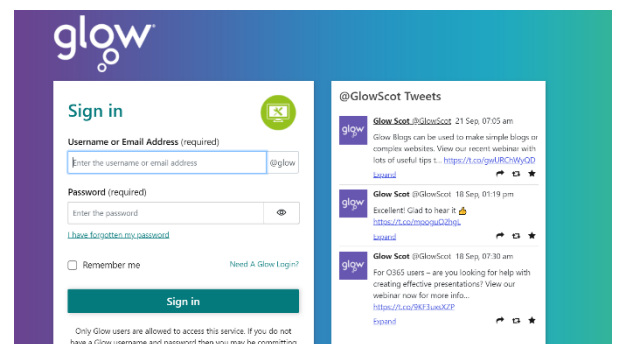 glow
Sign in
Username or Email Address (required)
Enter the username or email address
@glow
Password (required)
Enter the password
I have forgotten my password
Remember me
Need A Glow Login?
Sign in
Only Glow users are allowed to access this service. If you do not
have a Glow username and password then you may be committing
@GlowScot Tweets
glow
Glow Scot @GlowScot 21 Sep, 07:05 am
Glow Blogs can be used to make simple blogs or
complex websites. View our recent webinar with
lots of useful tips t... https://t.co/gwURChWyQD
Expand
glow
Glow Scot @GlowScot 18 Sep, 01:19 pm
Excellent! Glad to hear it 👍
https://t.co/mooguO2hgL
Expand
glow
Glow Scot @GlowScot 18 Sep, 07:30 am
For O365 users – are you looking for help with
creating effective presentations? View our
webinar now for more info...
https://t.co/9KF3uxsXZP
Expand